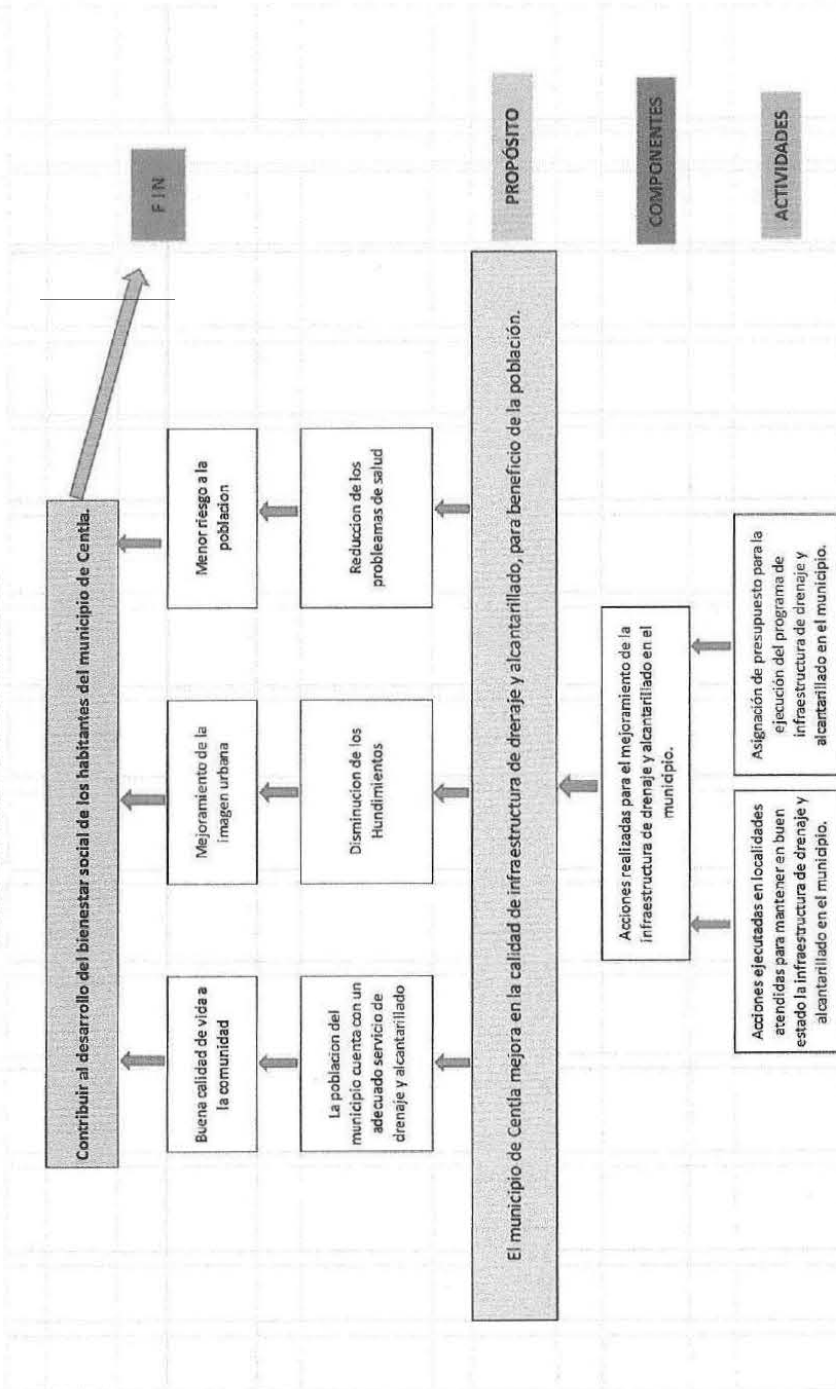 Contribuir al desarrollo del bienestar social de los habitantes del municipio de Centla.
FIN
Buena calidad de vida a
la comunidad
Mejoramiento de la
imagen urbana
Menor riesgo a la
poblacion
La poblacion del
municipio cuenta con un
adecuado servicio de
drenaje y alcantarillado
Disminucion de los
Hundimientos
Reduccion de los
probleamas de salud
El municipio de Centla mejora en la calidad de infraestructura de drenaje y alcantarillado, para beneficio de la población.
PROPÓSITO
Acciones realizadas para el mejoramiento de la
infraestructura de drenaje y alcantarillado en el
municipio.
COMPONENTES
Acciones ejecutadas en localidades
atendidas para mantener en buen
estado la infraestructura de drenaje y
alcantarillado en el municipio.
Asignación de presupuesto para la
ejecución del programa de
infraestructura de drenaje y
alcantarillado en el municipio.
ACTIVIDADES